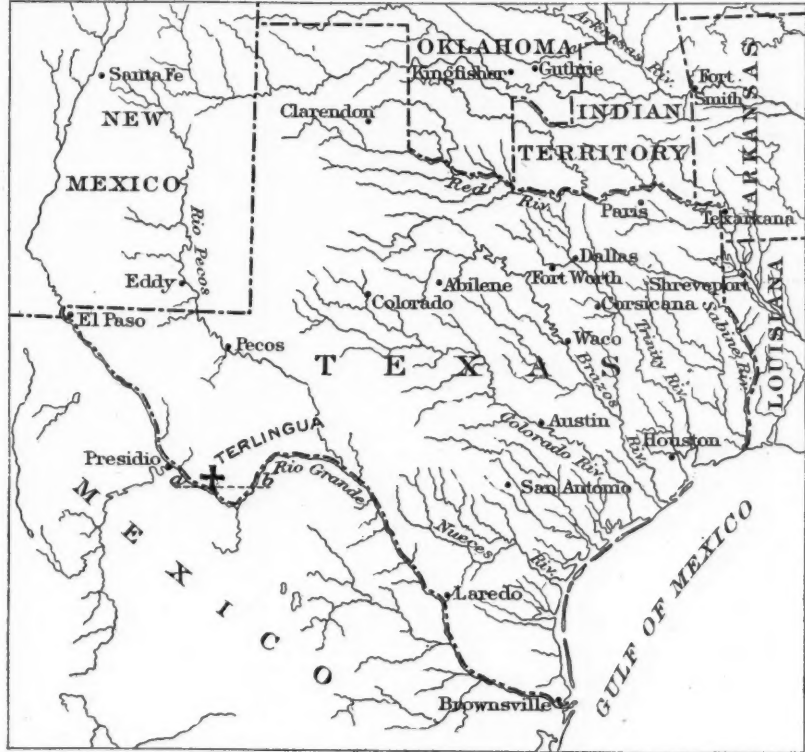 OKLAHOMA
Arkansas Riv.
Santa Fe
Kingfisher
Guthrie
Fort
Smith
NEW
Clarendon
INDIAN
ARKANSAS
MEXICO
TERRITORY
Red
Riv.
Paris
Texarkana
Rio Pecos
Dallas
Eddy
Abilene
Fort Worth
Shreveport
Colorado
Corsicana
El Paso
Sabine Riv.
LOUISIANA
Pecos
Waco
Trinity Riv.
TEXAS
Brazos
Riv.
Austin
TERLINGUA
Colorado Riv.
Houston
Presidio
a
b
Rio Grande
San Antonio
MEXICO
Nueces
Riv.
Laredo
GULF OF MEXICO
Brownsville